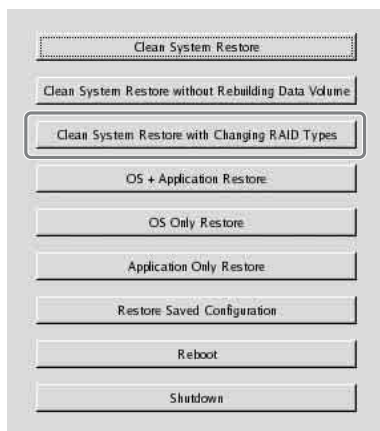 Clean System Restore
Clean System Restore without Rebuilding Data Volume
Clean System Restore with Changing RAID Types
OS + Application Restore
OS Only Restore
Application Only Restore
Restore Saved Configuration
Reboot
Shutdown